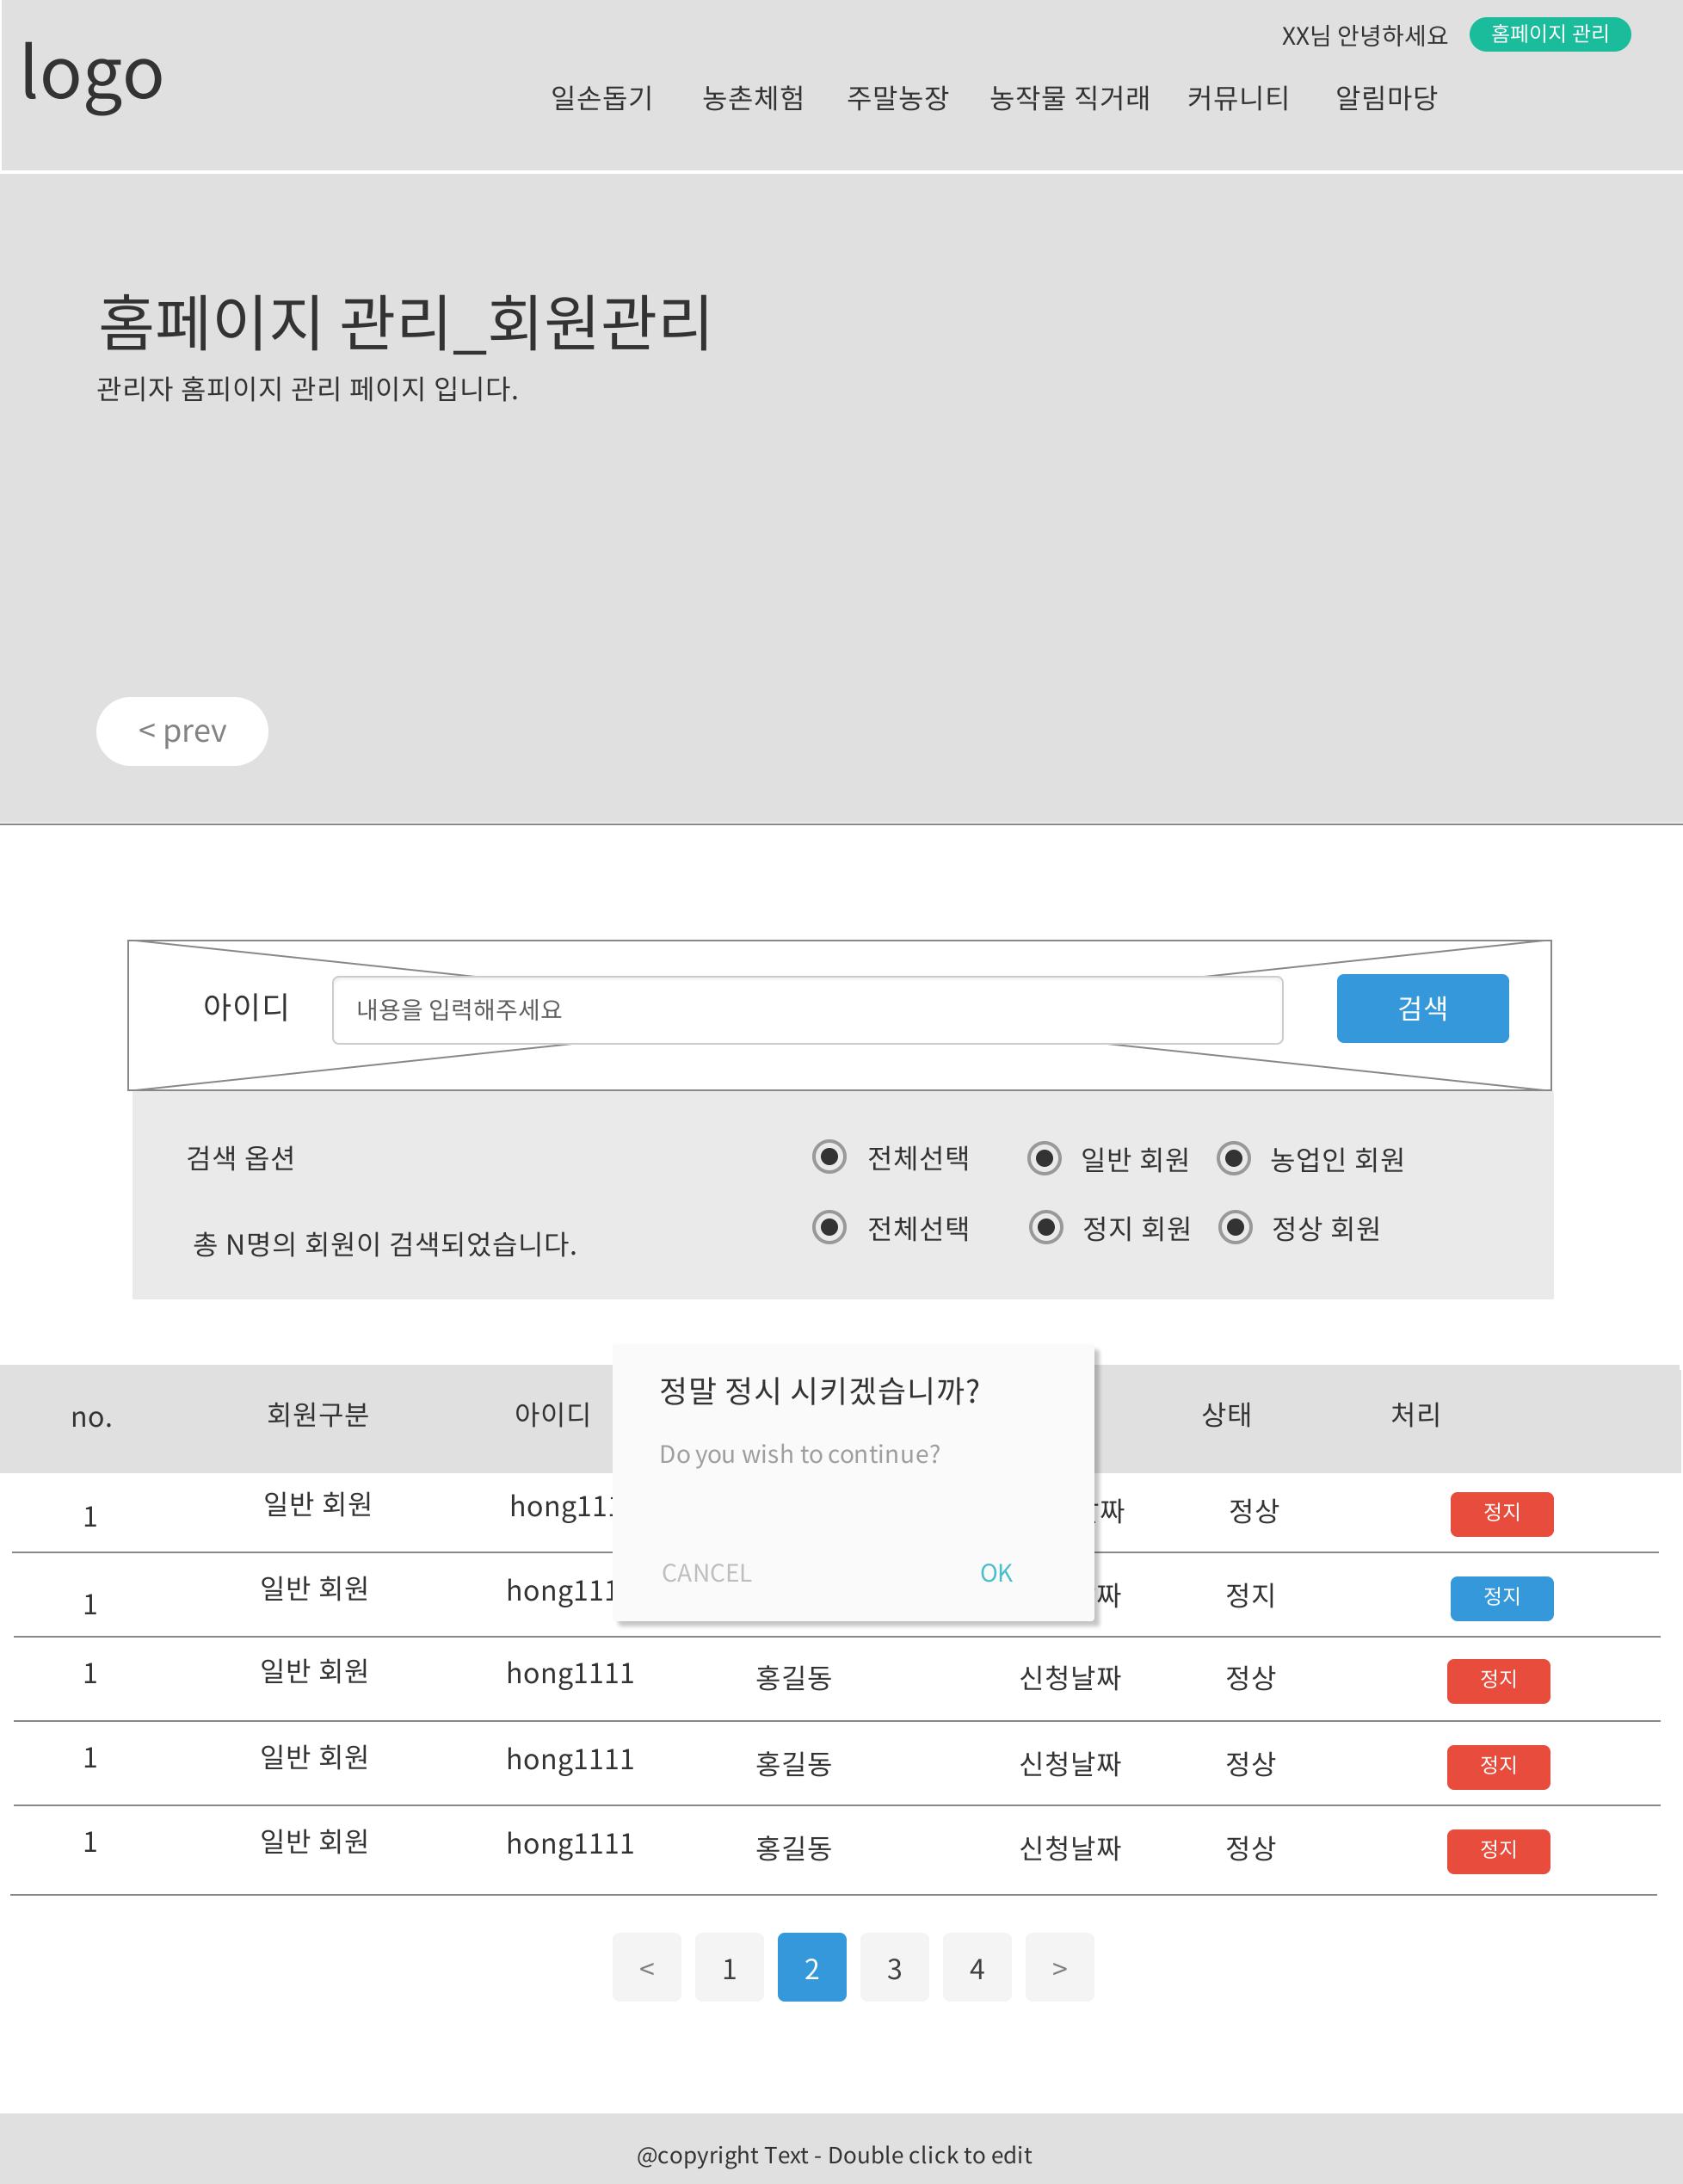 XX님 안녕하세요 홈페이지 관리
logo
일손돕기 농촌체험 주말농장 농작물 직거래 커뮤니티 알림마당
홈페이지 관리_회원관리
관리자 홈피이지 관리 페이지 입니다.
< prev
아이디 내용을 입력해주세요 검색
검색 옵션 전체선택 일반 회원 농업인 회원
전체선택 정지 회원 정상 회원
총 N명의 회원이 검색되었습니다.
정말 정시 시키겠습니까?
Do you wish to continue?
CANCEL OK
no. 회원구분 아이디 상태 처리
1 일반 회원 hong111 짜 정상 정지
1 일반 회원 hong111 짜 정지 정지
1 일반 회원 hong1111 홍길동 신청날짜 정상 정지
1 일반 회원 hong1111 홍길동 신청날짜 정상 정지
1 일반 회원 hong1111 홍길동 신청날짜 정상 정지
< 1 2 3 4 >
@copyright Text - Double click to edit